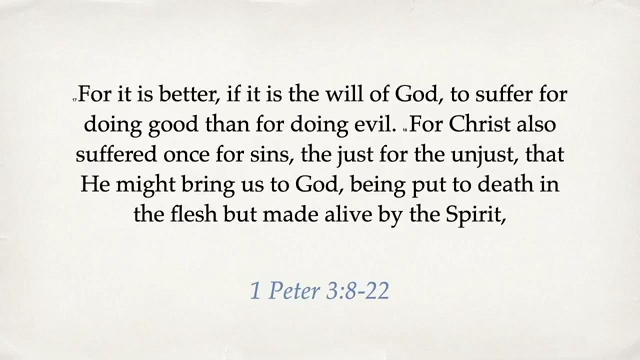 17For it is better, if it is the will of God, to suffer for
doing good than for doing evil. 18For Christ also
suffered once for sins, the just for the unjust, that
He might bring us to God, being put to death in
the flesh but made alive by the Spirit,
1 Peter 3:8-22